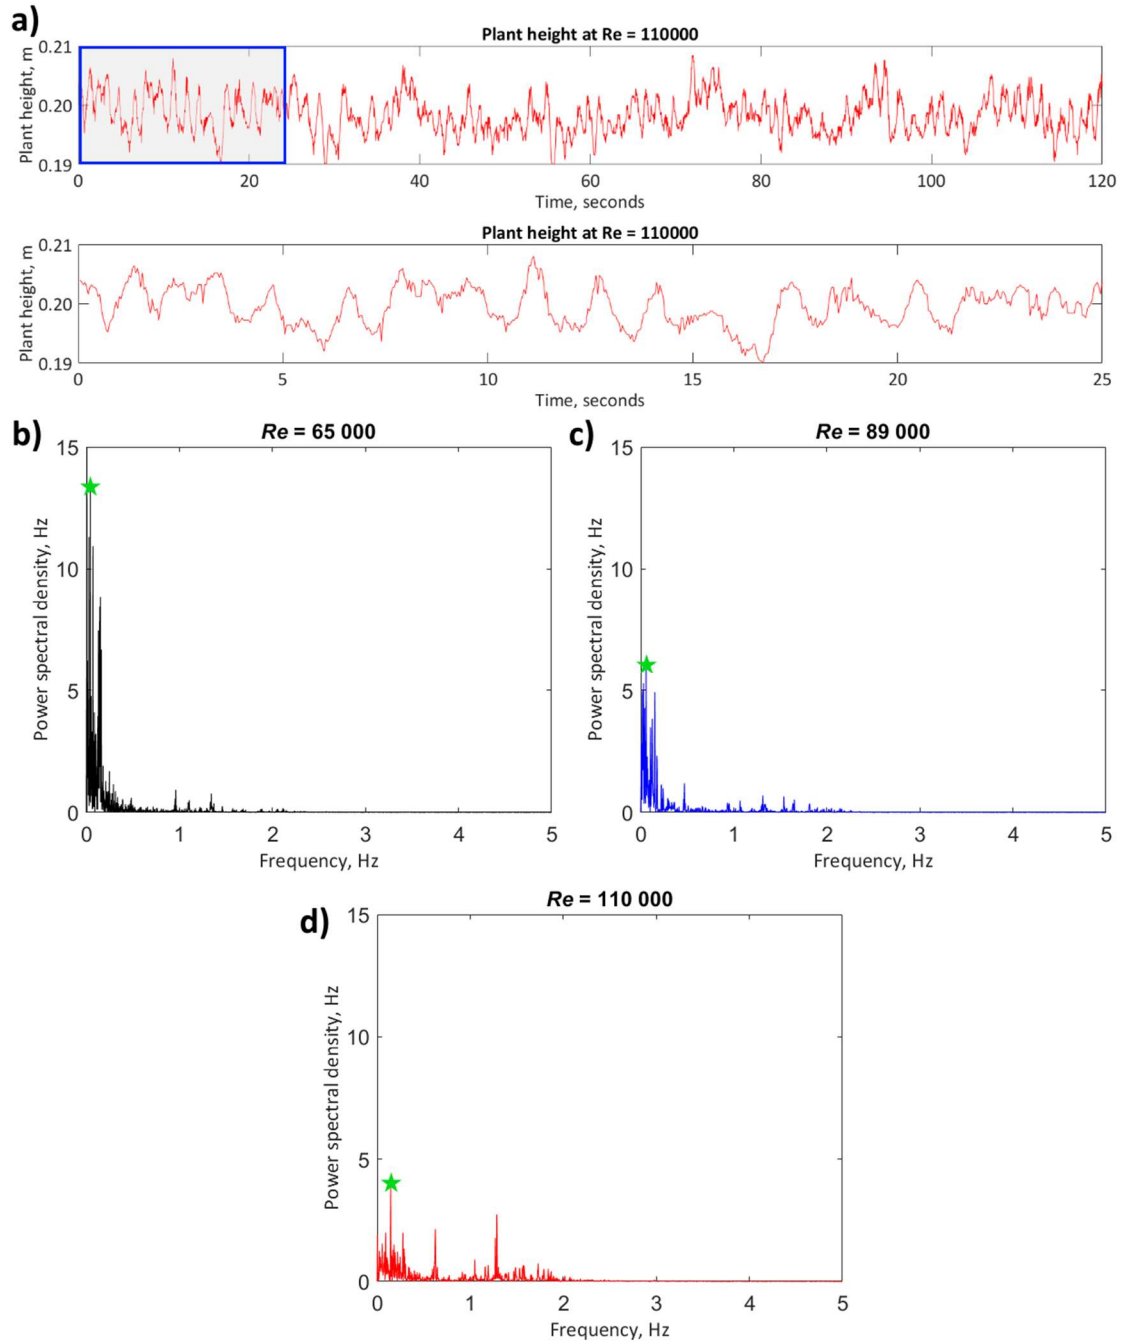 a)
Plant height at Re = 110000
Plant height, m
0.21
0.20
0.19
0 20 40 60 80 100 120
Time, seconds
Plant height at Re = 110000
Plant height, m
0.21
0.20
0.19
0 5 10 15 20 25
Time, seconds
b)
Re = 65 000
Power spectral density, Hz
15
10
5
0
0 1 2 3 4 5
Frequency, Hz
c)
Re = 89 000
Power spectral density, Hz
15
10
5
0
0 1 2 3 4 5
Frequency, Hz
d)
Re = 110 000
Power spectral density, Hz
15
10
5
0
0 1 2 3 4 5
Frequency, Hz